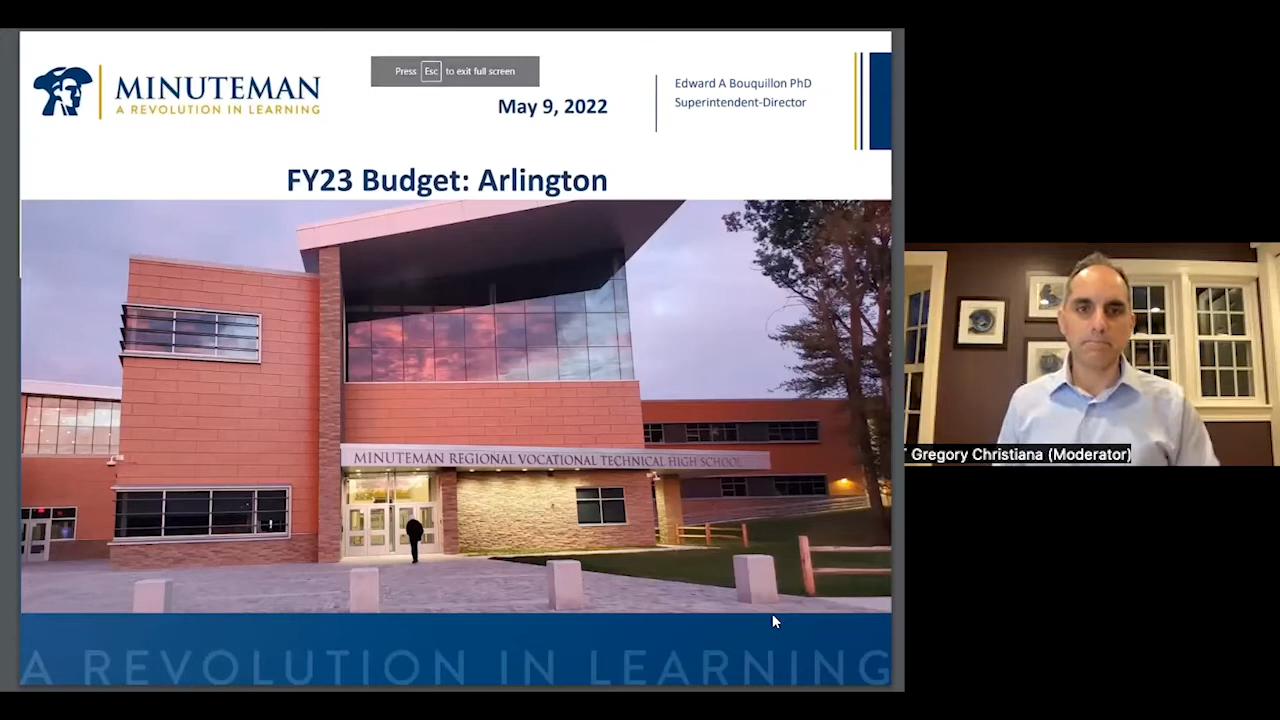 MINUTEMAN
A REVOLUTION IN LEARNING
Press Esc to exit full screen
May 9, 2022
Edward A Bouquillon PhD
Superintendent-Director
FY23 Budget: Arlington
MINUTEMAN REGIONAL VOCATIONAL TECHNICAL HIGH SCHOOL
Gregory Christiana (Moderator)
A REVOLUTION IN LEARNING